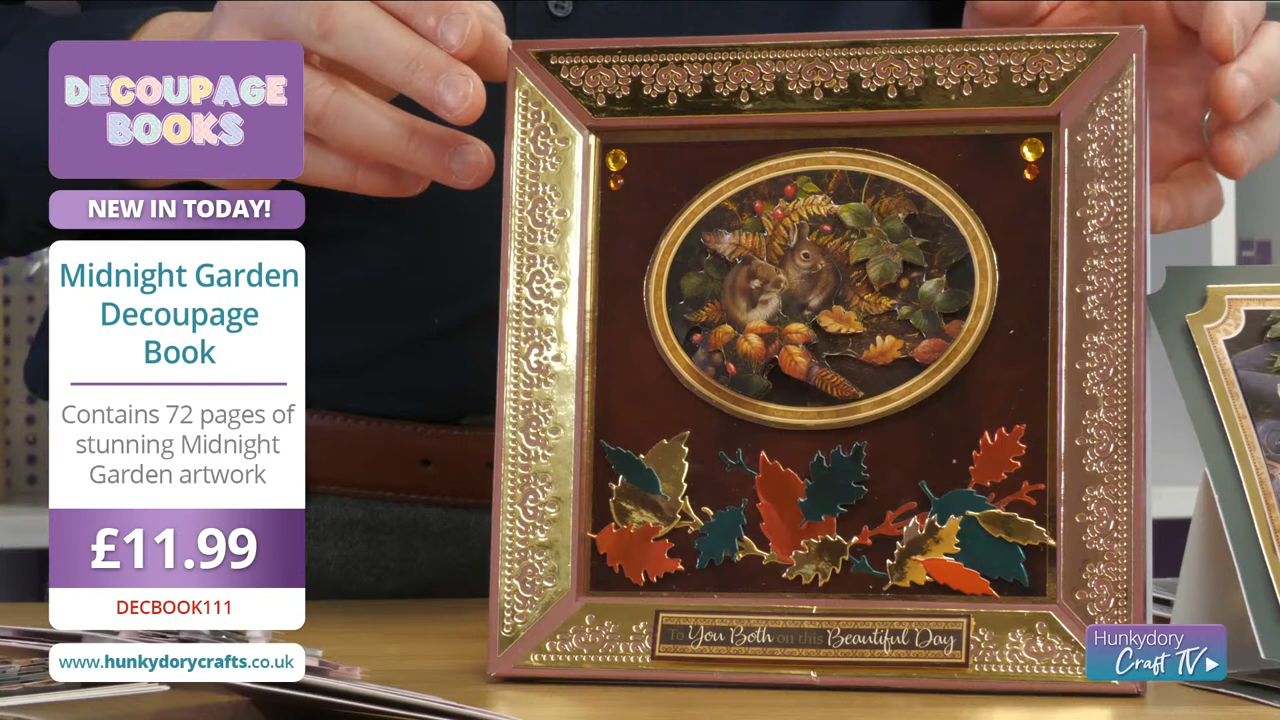 DECOUPAGE
BOOKS
NEW IN TODAY!
Midnight Garden
Decoupage
Book
Contains 72 pages of
stunning Midnight
Garden artwork
£11.99
DECBOOK111
www.hunkydorycrafts.co.uk
To You Both on this Beautiful Day
Hunkydory
Craft TV